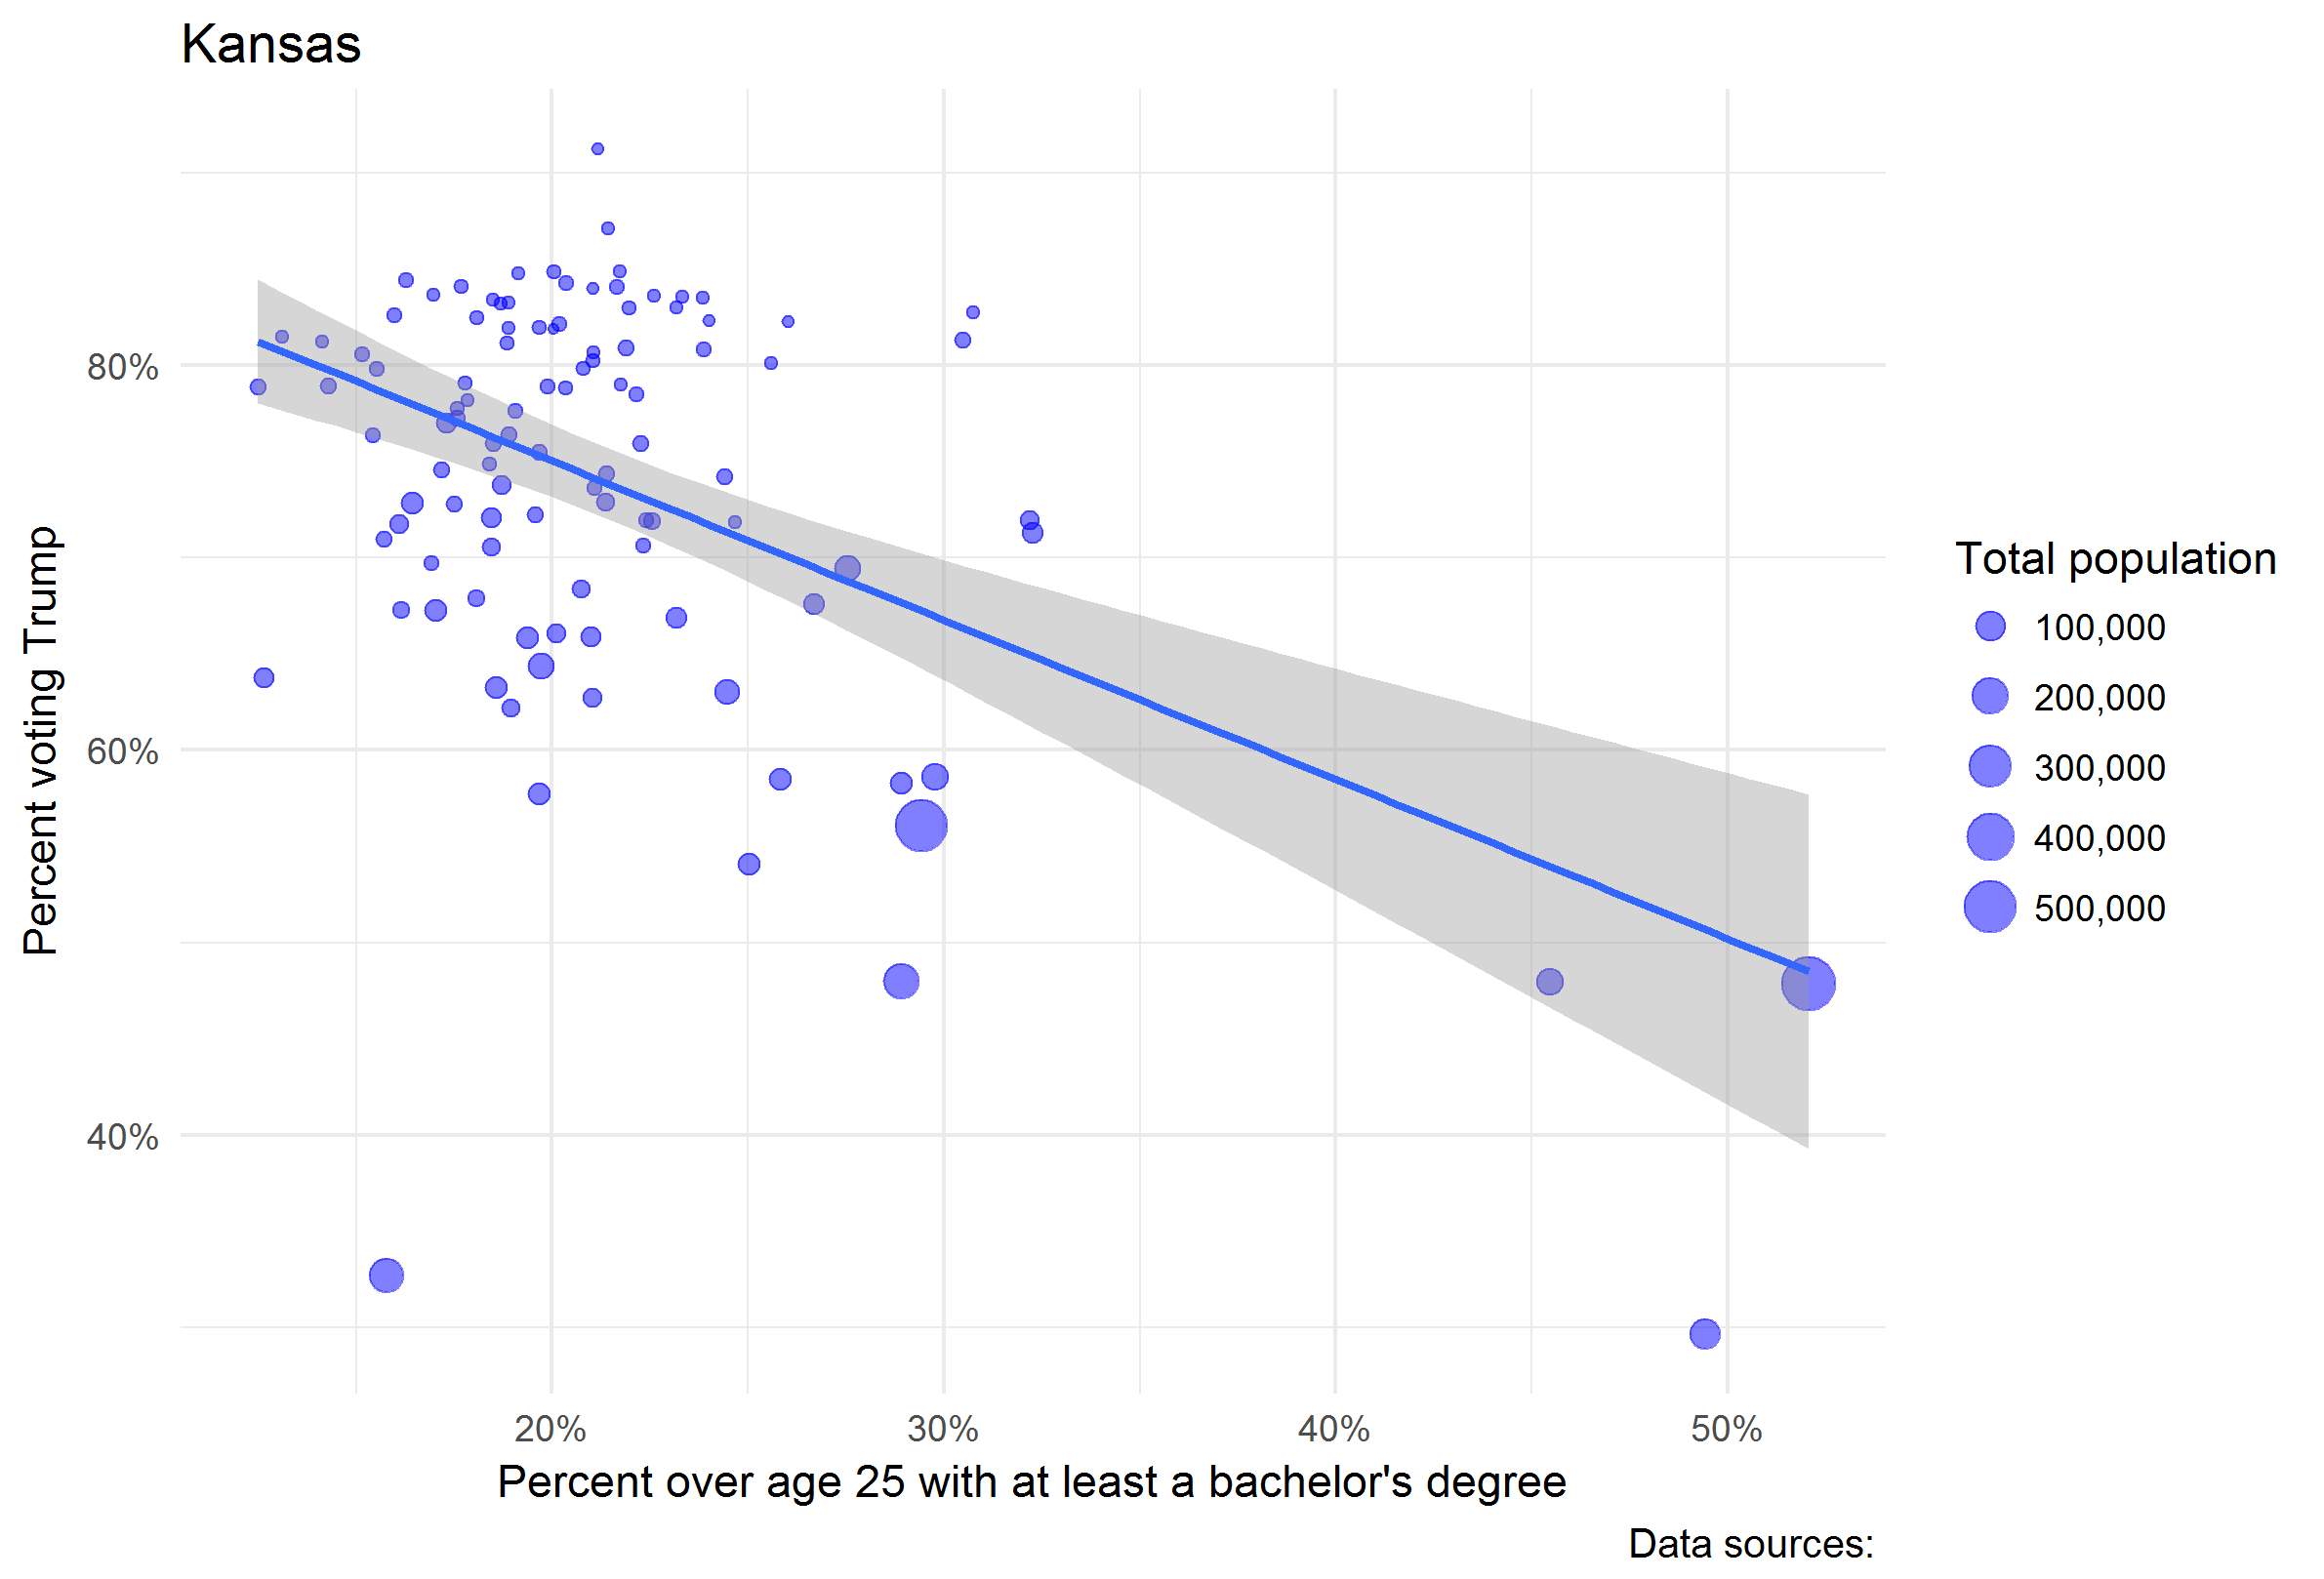 Kansas
Percent voting Trump
80%
60%
40%
20%
30%
40%
50%
Percent over age 25 with at least a bachelor's degree
Total population
100,000
200,000
300,000
400,000
500,000
Data sources: